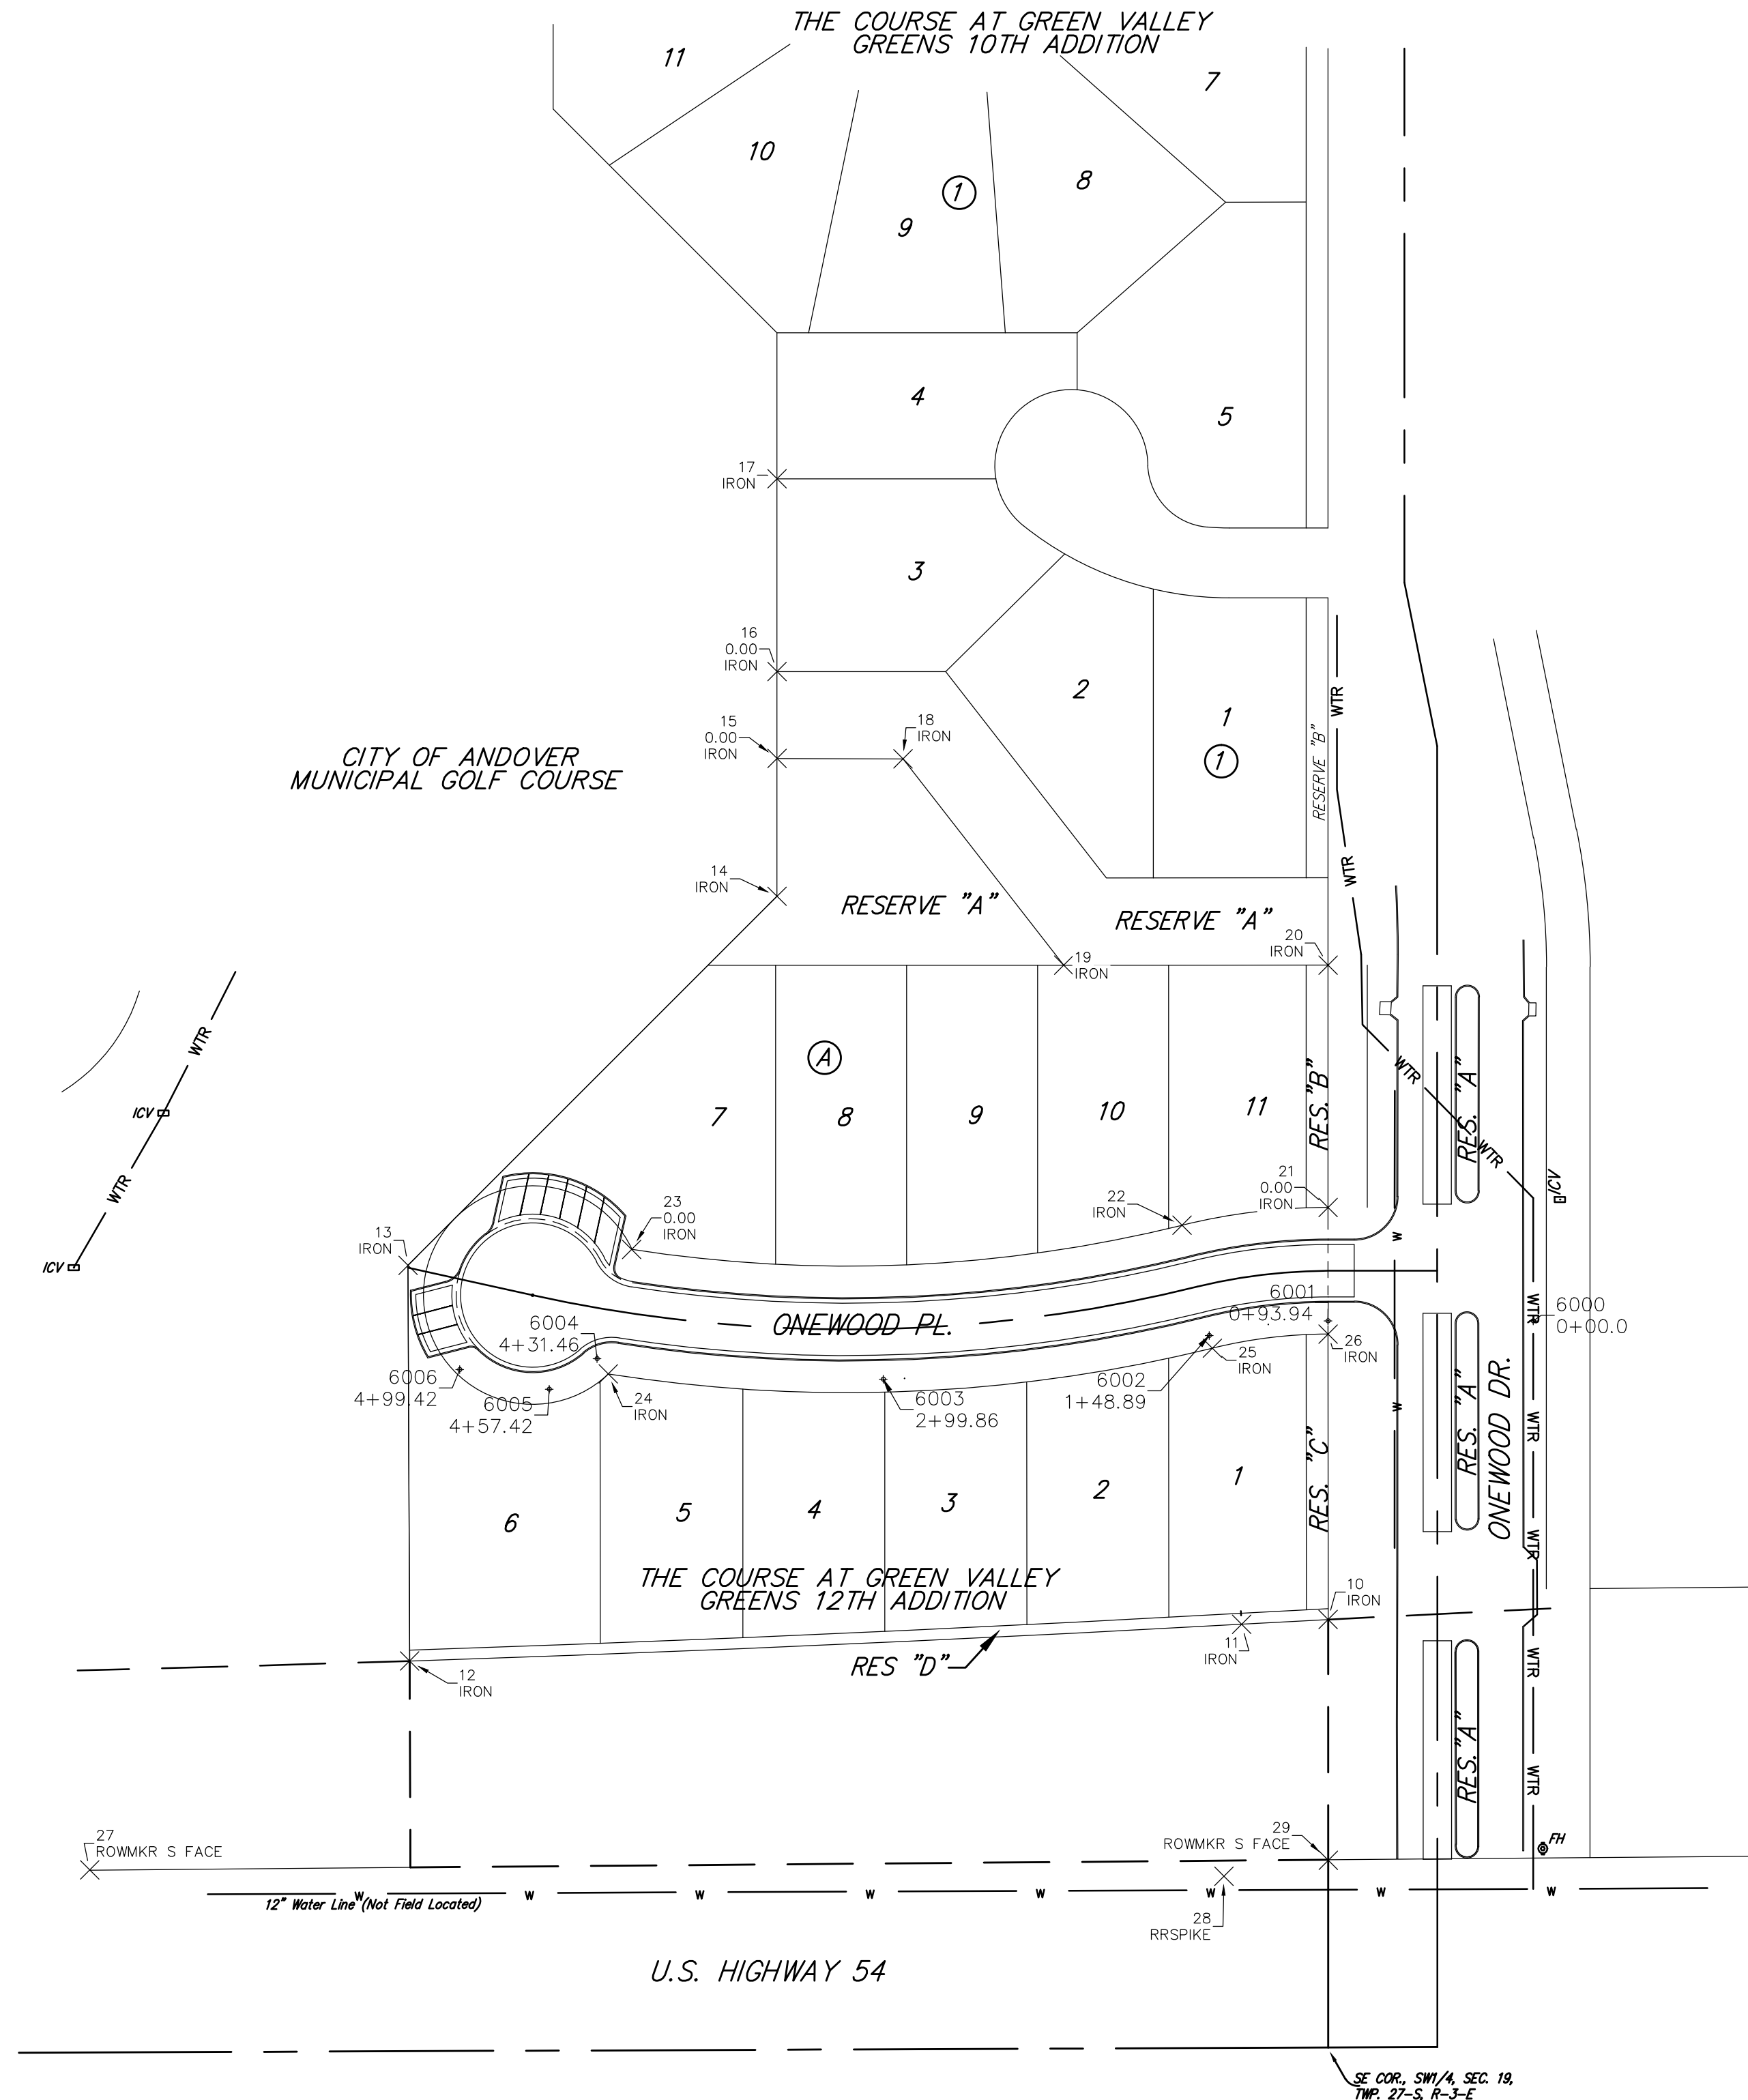 THE COURSE AT GREEN VALLEY
GREENS 10TH ADDITION
11
7
10
1
8
9
4
5
17
IRON
3
16
0.00
IRON
2
1
1
RESERVE "B"
WTR
15
0.00
IRON
18
IRON
CITY OF ANDOVER
MUNICIPAL GOLF COURSE
14
IRON
RESERVE "A"
RESERVE "A"
WTR
20
IRON
19
IRON
WTR
ICV
WTR
ICV
A
7
8
9
10
11
RES. "B"
WTR
RES. "A"
WTR
ICV
21
0.00
IRON
22
IRON
23
0.00
IRON
13
IRON
W
ONEWOOD PL.
6001
0+93.94
6000
0+00.0
WTR
6004
4+31.46
26
IRON
25
IRON
6002
1+48.89
6003
2+99.86
6006
4+99.42
6005
4+57.42
24
IRON
W
WTR
RES. "A"
ONEWOOD DR.
RES. "C"
6
5
4
3
2
1
WTR
THE COURSE AT GREEN VALLEY
GREENS 12TH ADDITION
10
IRON
11
IRON
RES "D"
12
IRON
WTR
RES. "A"
WTR
27
ROWMKR S FACE
29
ROWMKR S FACE
FH
W
W
W
W
W
W
W
W
12" Water Line (Not Field Located)
28
RRSPIKE
U.S. HIGHWAY 54
SE COR., SW1/4, SEC. 19,
TWP. 27-S, R-3-E